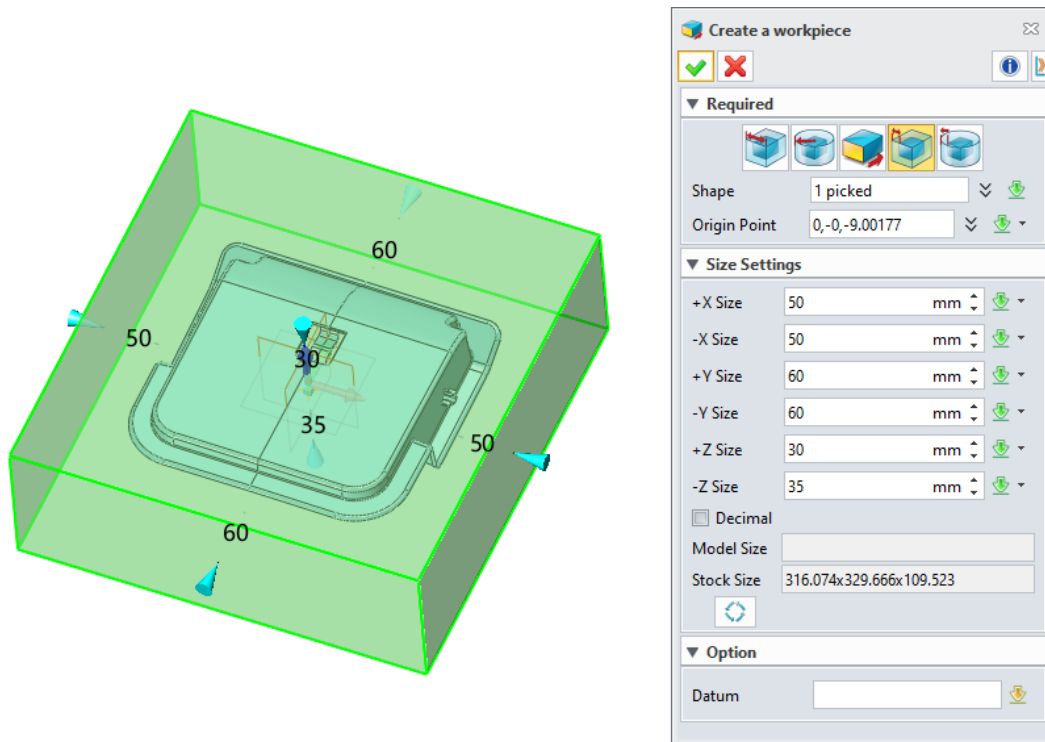 Create a workpiece
Required
Shape 1 picked
Origin Point 0,-0,-9.00177
Size Settings
+X Size 50 mm
-X Size 50 mm
+Y Size 60 mm
-Y Size 60 mm
+Z Size 30 mm
-Z Size 35 mm
Decimal
Model Size
Stock Size 316.074x329.666x109.523
Option
Datum
60
50
30
35
50
60